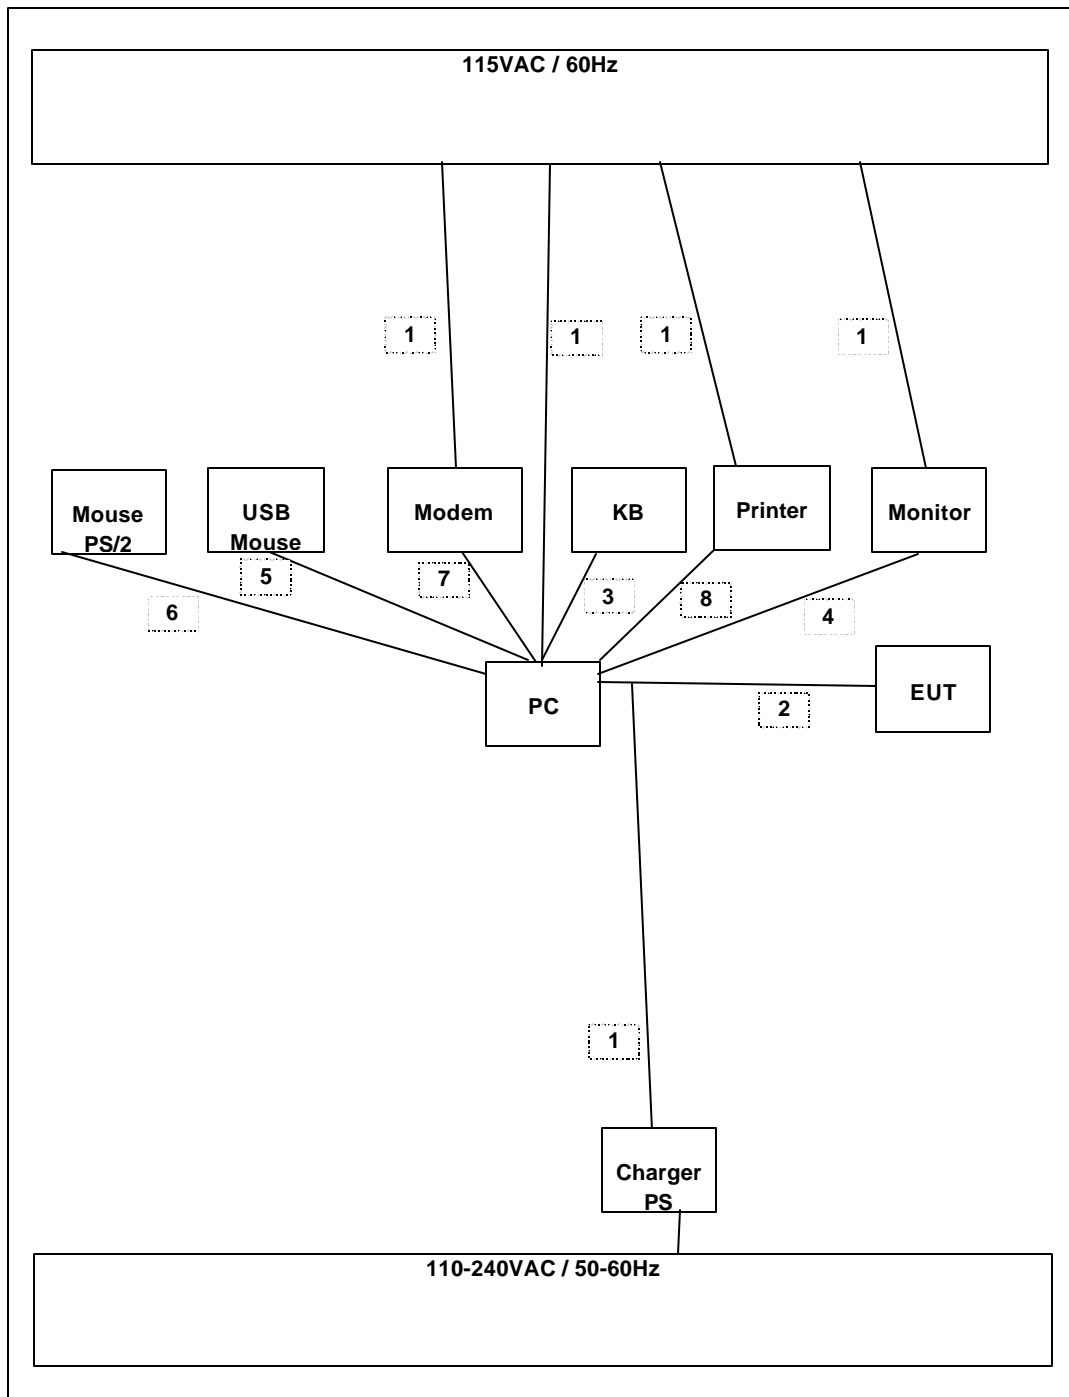 115VAC / 60Hz
1
1
1
1
Mouse
PS/2
USB
Mouse
Modem
KB
Printer
Monitor
6
5
7
3
8
4
PC
2
EUT
1
Charger
PS
110-240VAC / 50-60Hz